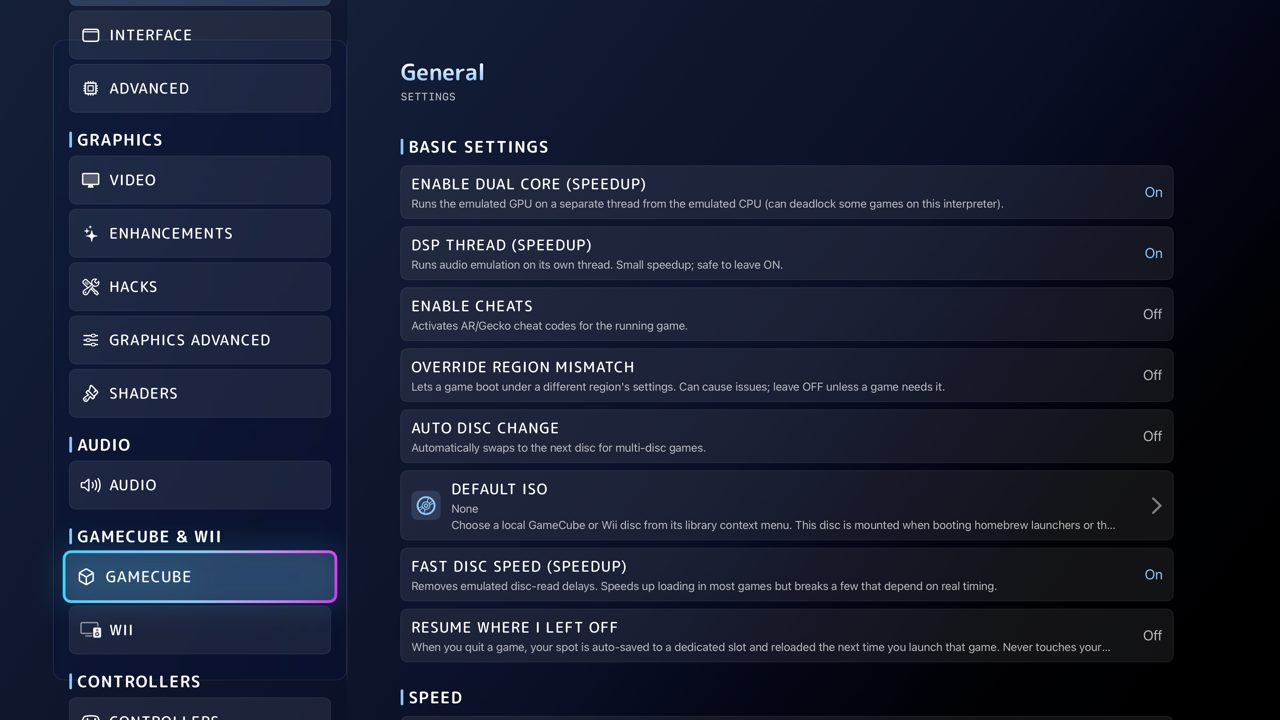 INTERFACE
ADVANCED
GRAPHICS
VIDEO
ENHANCEMENTS
HACKS
GRAPHICS ADVANCED
SHADERS
AUDIO
AUDIO
GAMECUBE & WII
GAMECUBE
WII
CONTROLLERS
CONTROLLERS
General
SETTINGS
BASIC SETTINGS
ENABLE DUAL CORE (SPEEDUP)
Runs the emulated GPU on a separate thread from the emulated CPU (can deadlock some games on this interpreter).
On
DSP THREAD (SPEEDUP)
Runs audio emulation on its own thread. Small speedup; safe to leave ON.
On
ENABLE CHEATS
Activates AR/Gecko cheat codes for the running game.
Off
OVERRIDE REGION MISMATCH
Lets a game boot under a different region's settings. Can cause issues; leave OFF unless a game needs it.
Off
AUTO DISC CHANGE
Automatically swaps to the next disc for multi-disc games.
Off
DEFAULT ISO
None
Choose a local GameCube or Wii disc from its library context menu. This disc is mounted when booting homebrew launchers or th...
FAST DISC SPEED (SPEEDUP)
Removes emulated disc-read delays. Speeds up loading in most games but breaks a few that depend on real timing.
On
RESUME WHERE I LEFT OFF
When you quit a game, your spot is auto-saved to a dedicated slot and reloaded the next time you launch that game. Never touches your...
Off
SPEED